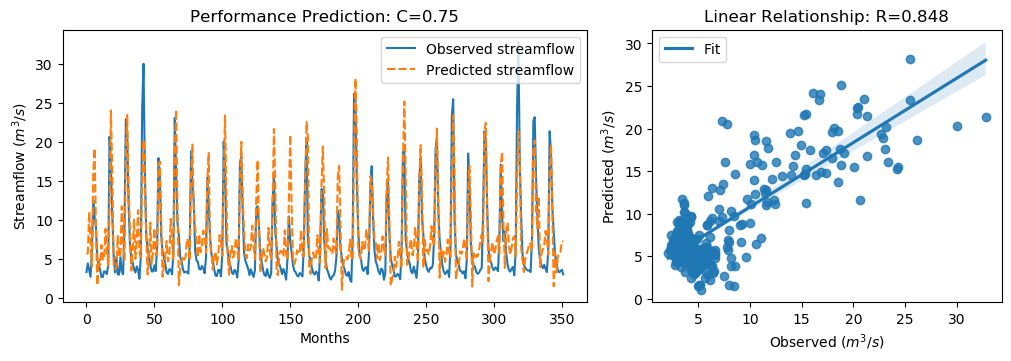 Performance Prediction: C=0.75
Streamflow (m³/s)
30
25
20
15
10
5
0
Observed streamflow
Predicted streamflow
0 50 100 150 200 250 300 350
Months
Linear Relationship: R=0.848
Predicted (m³/s)
30
25
20
15
10
5
0
Fit
5 10 15 20 25 30
Observed (m³/s)